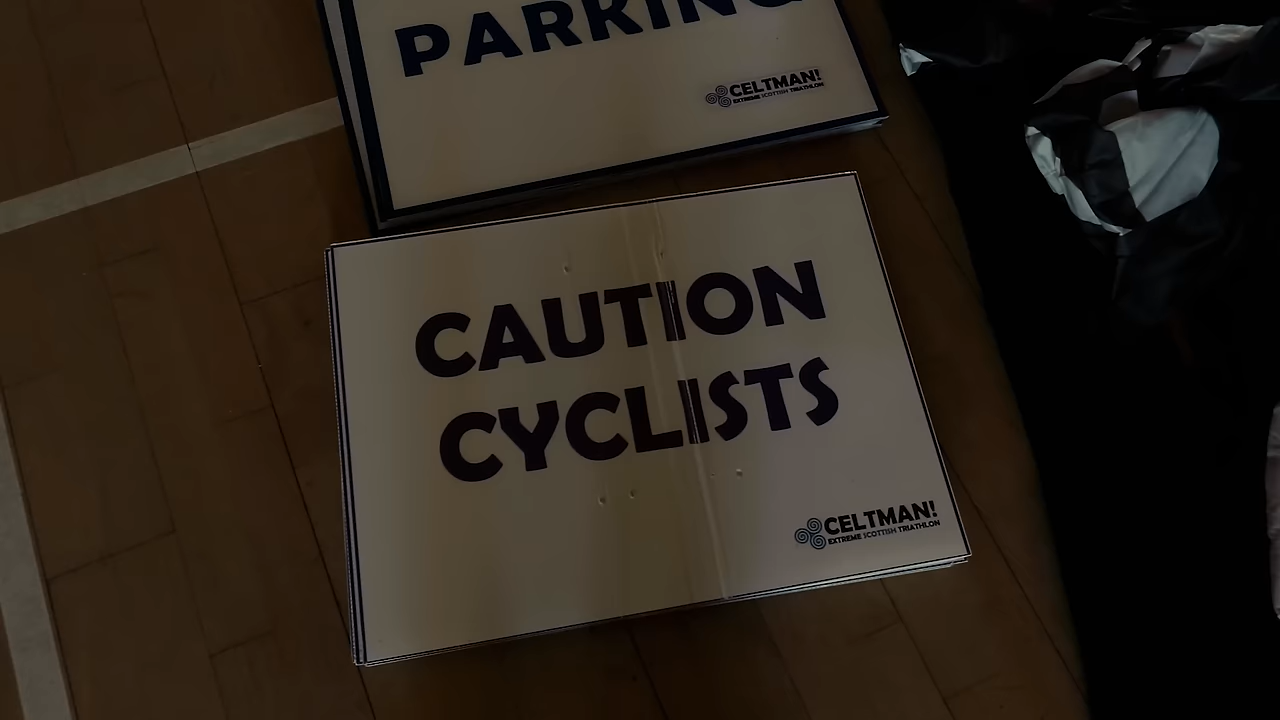 PARKING
CELTMAN!
EXTREME SCOTTISH TRIATHLON
CAUTION
CYCLISTS
CELTMAN!
EXTREME SCOTTISH TRIATHLON